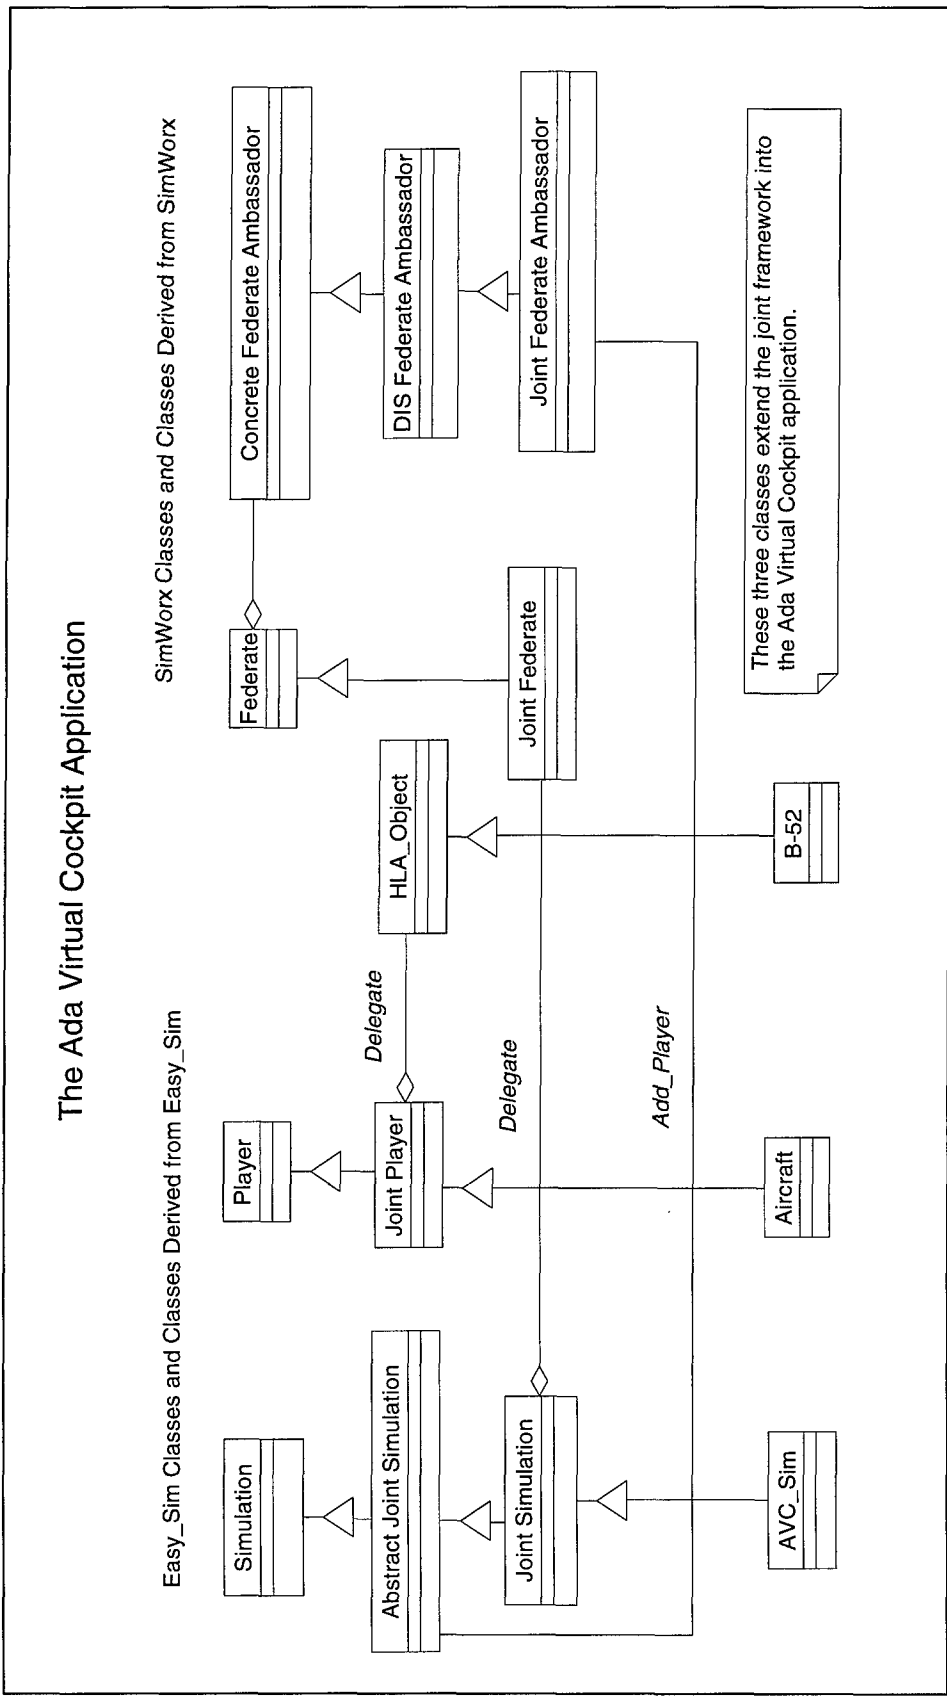 The Ada Virtual Cockpit Application
Easy_Sim Classes and Classes Derived from Easy_Sim
SimWorx Classes and Classes Derived from SimWorx
Simulation
Player
Federate
Concrete Federate Ambassador
Abstract Joint Simulation
Joint Player
Delegate
HLA_Object
DIS Federate Ambassador
Joint Simulation
Delegate
Joint Federate
Joint Federate Ambassador
Add_Player
AVC_Sim
Aircraft
B-52
These three classes extend the joint framework into
the Ada Virtual Cockpit application.